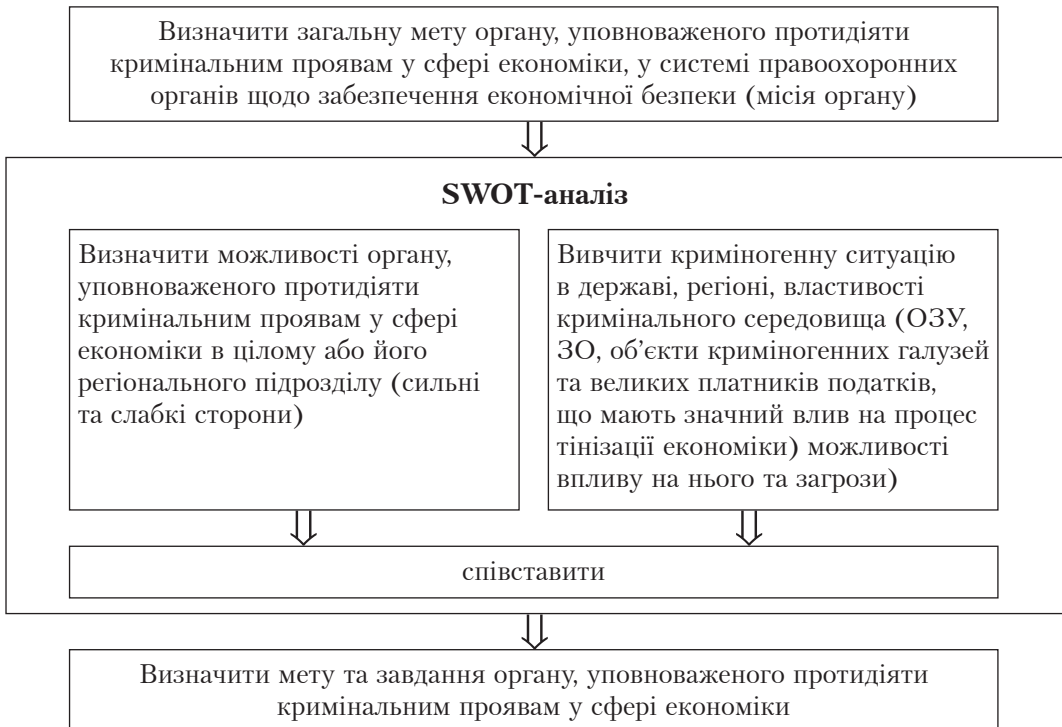 Визначити загальну мету органу, уповноваженого протидіяти
кримінальним проявам у сфері економіки, у системі правоохоронних
органів щодо забезпечення економічної безпеки (місія органу)
SWOT-аналіз
Визначити можливості органу,
уповноваженого протидіяти
кримінальним проявам у сфері
економіки в цілому або його
регіонального підрозділу (сильні
та слабкі сторони)
Вивчити криміногенну ситуацію
в державі, регіоні, властивості
кримінального середовища (ОЗУ,
ЗО, об’єкти криміногенних галузей
та великих платників податків,
що мають значний влив на процес
тінізації економіки) можливості
впливу на нього та загрози)
співставити
Визначити мету та завдання органу, уповноваженого протидіяти
кримінальним проявам у сфері економіки